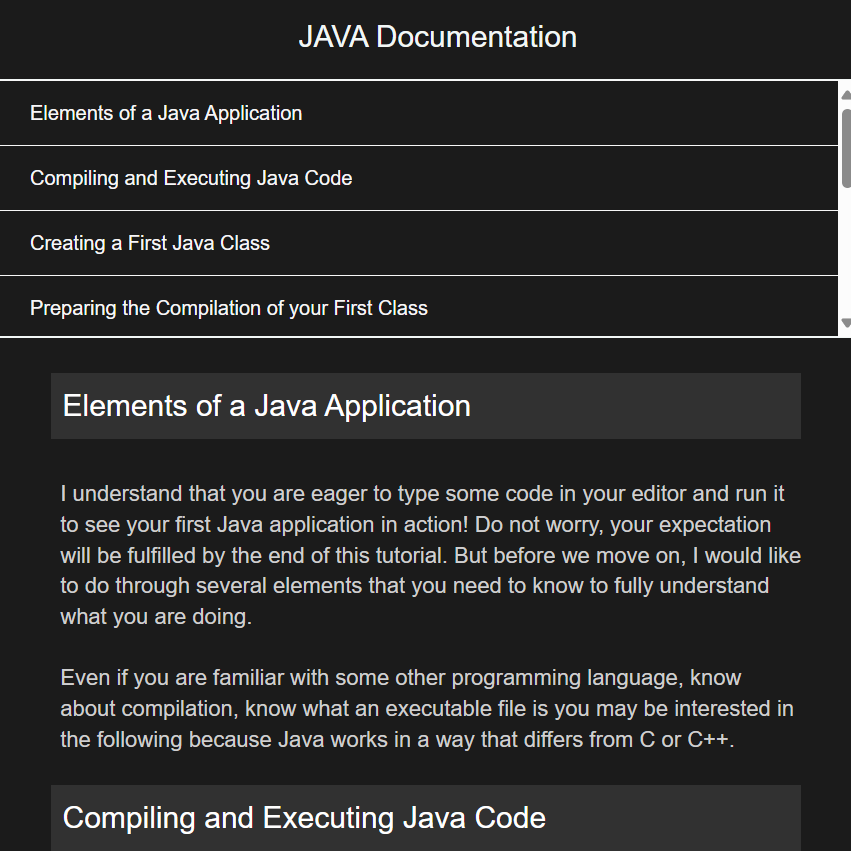 JAVA Documentation
Elements of a Java Application
Compiling and Executing Java Code
Creating a First Java Class
Preparing the Compilation of your First Class
Elements of a Java Application
I understand that you are eager to type some code in your editor and run it
to see your first Java application in action! Do not worry, your expectation
will be fulfilled by the end of this tutorial. But before we move on, I would like
to do through several elements that you need to know to fully understand
what you are doing.
Even if you are familiar with some other programming language, know
about compilation, know what an executable file is you may be interested in
the following because Java works in a way that differs from C or C++.
Compiling and Executing Java Code